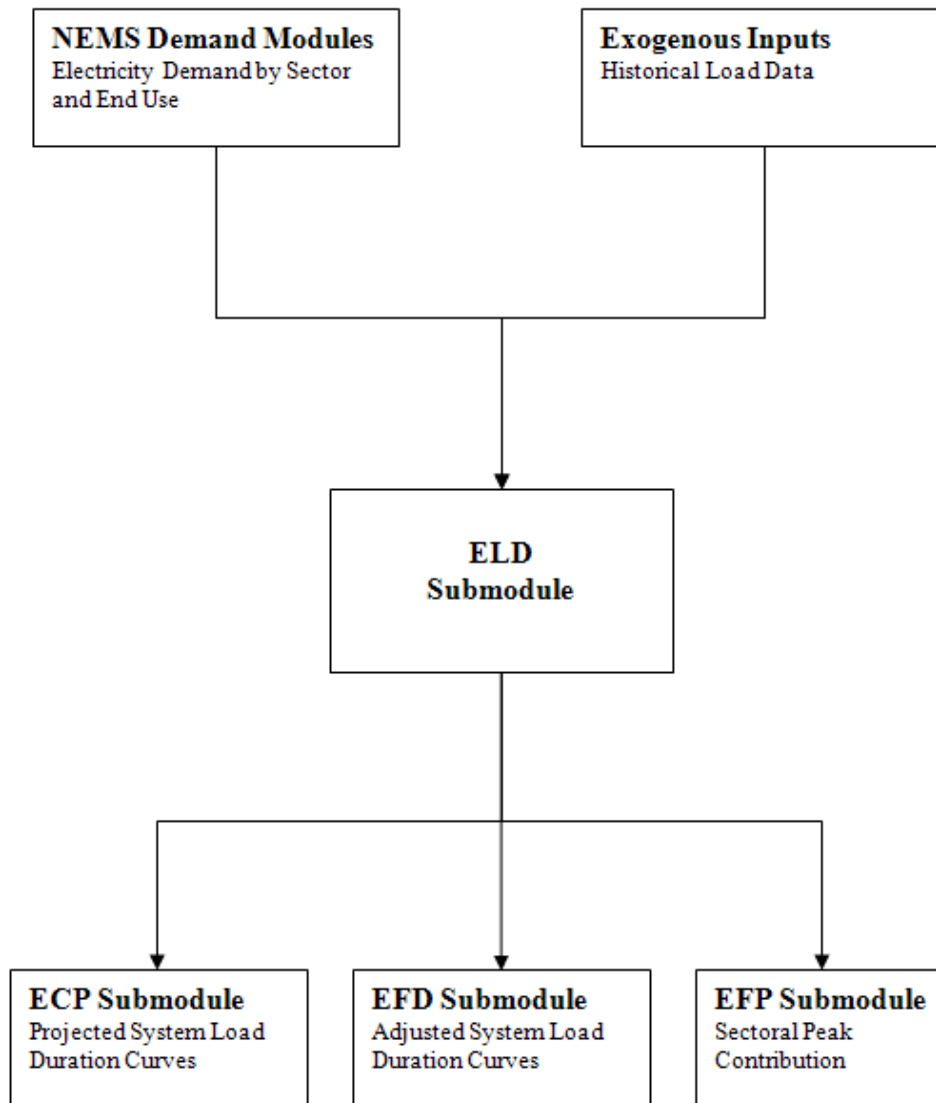 NEMS Demand Modules
Electricity Demand by Sector
and End Use
Exogenous Inputs
Historical Load Data
ELD
Submodule
ECP Submodule
Projected System Load
Duration Curves
EFD Submodule
Adjusted System Load
Duration Curves
EFP Submodule
Sectoral Peak
Contribution